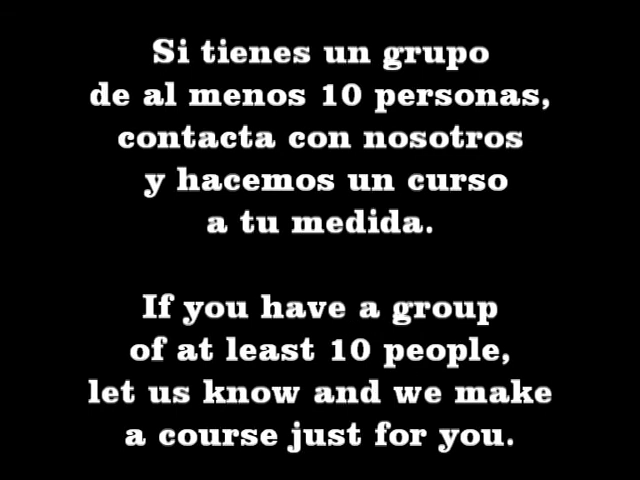 Si tienes un grupo
de al menos 10 personas,
contacta con nosotros
y hacemos un curso
a tu medida.
If you have a group
of at least 10 people,
let us know and we make
a course just for you.